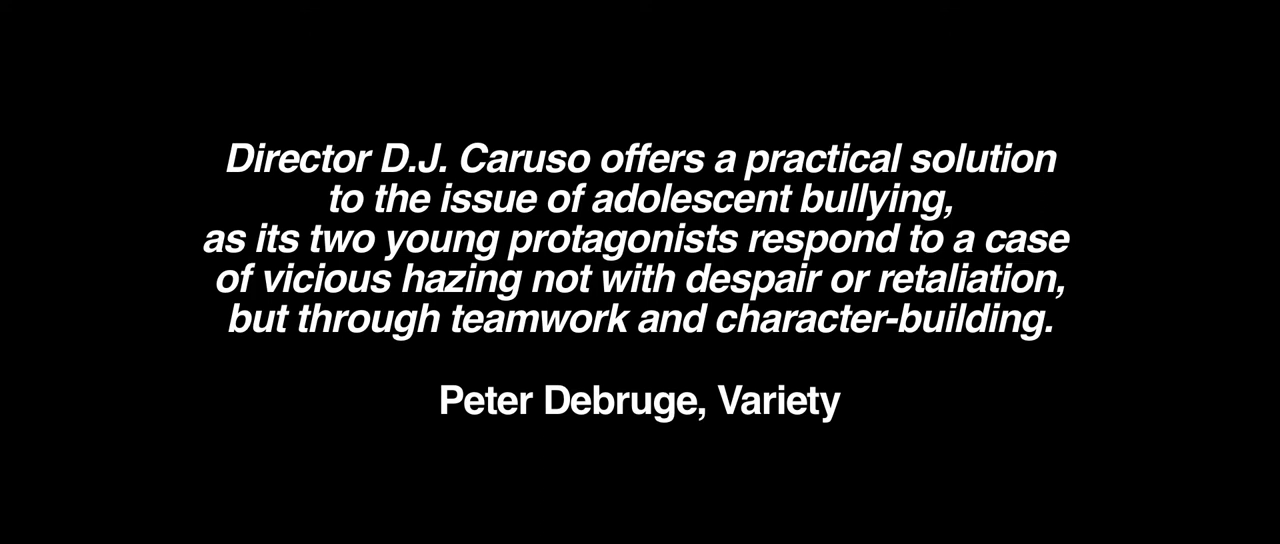 Director D.J. Caruso offers a practical solution
to the issue of adolescent bullying,
as its two young protagonists respond to a case
of vicious hazing not with despair or retaliation,
but through teamwork and character-building.
Peter Debruge, Variety